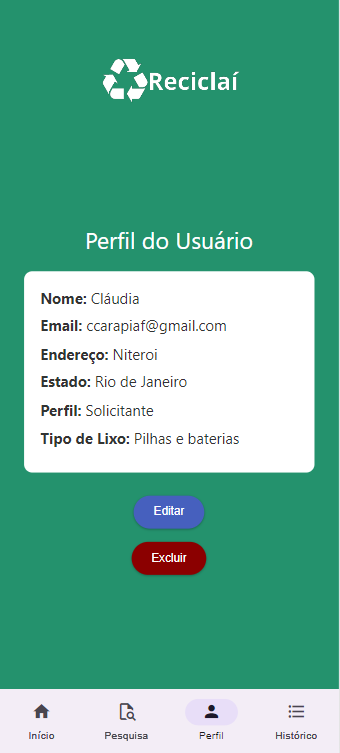 Reciclaí
Perfil do Usuário
Nome: Cláudia
Email: ccarapiaf@gmail.com
Endereço: Niteroi
Estado: Rio de Janeiro
Perfil: Solicitante
Tipo de Lixo: Pilhas e baterias
Editar
Excluir
Início Pesquisa Perfil Histórico